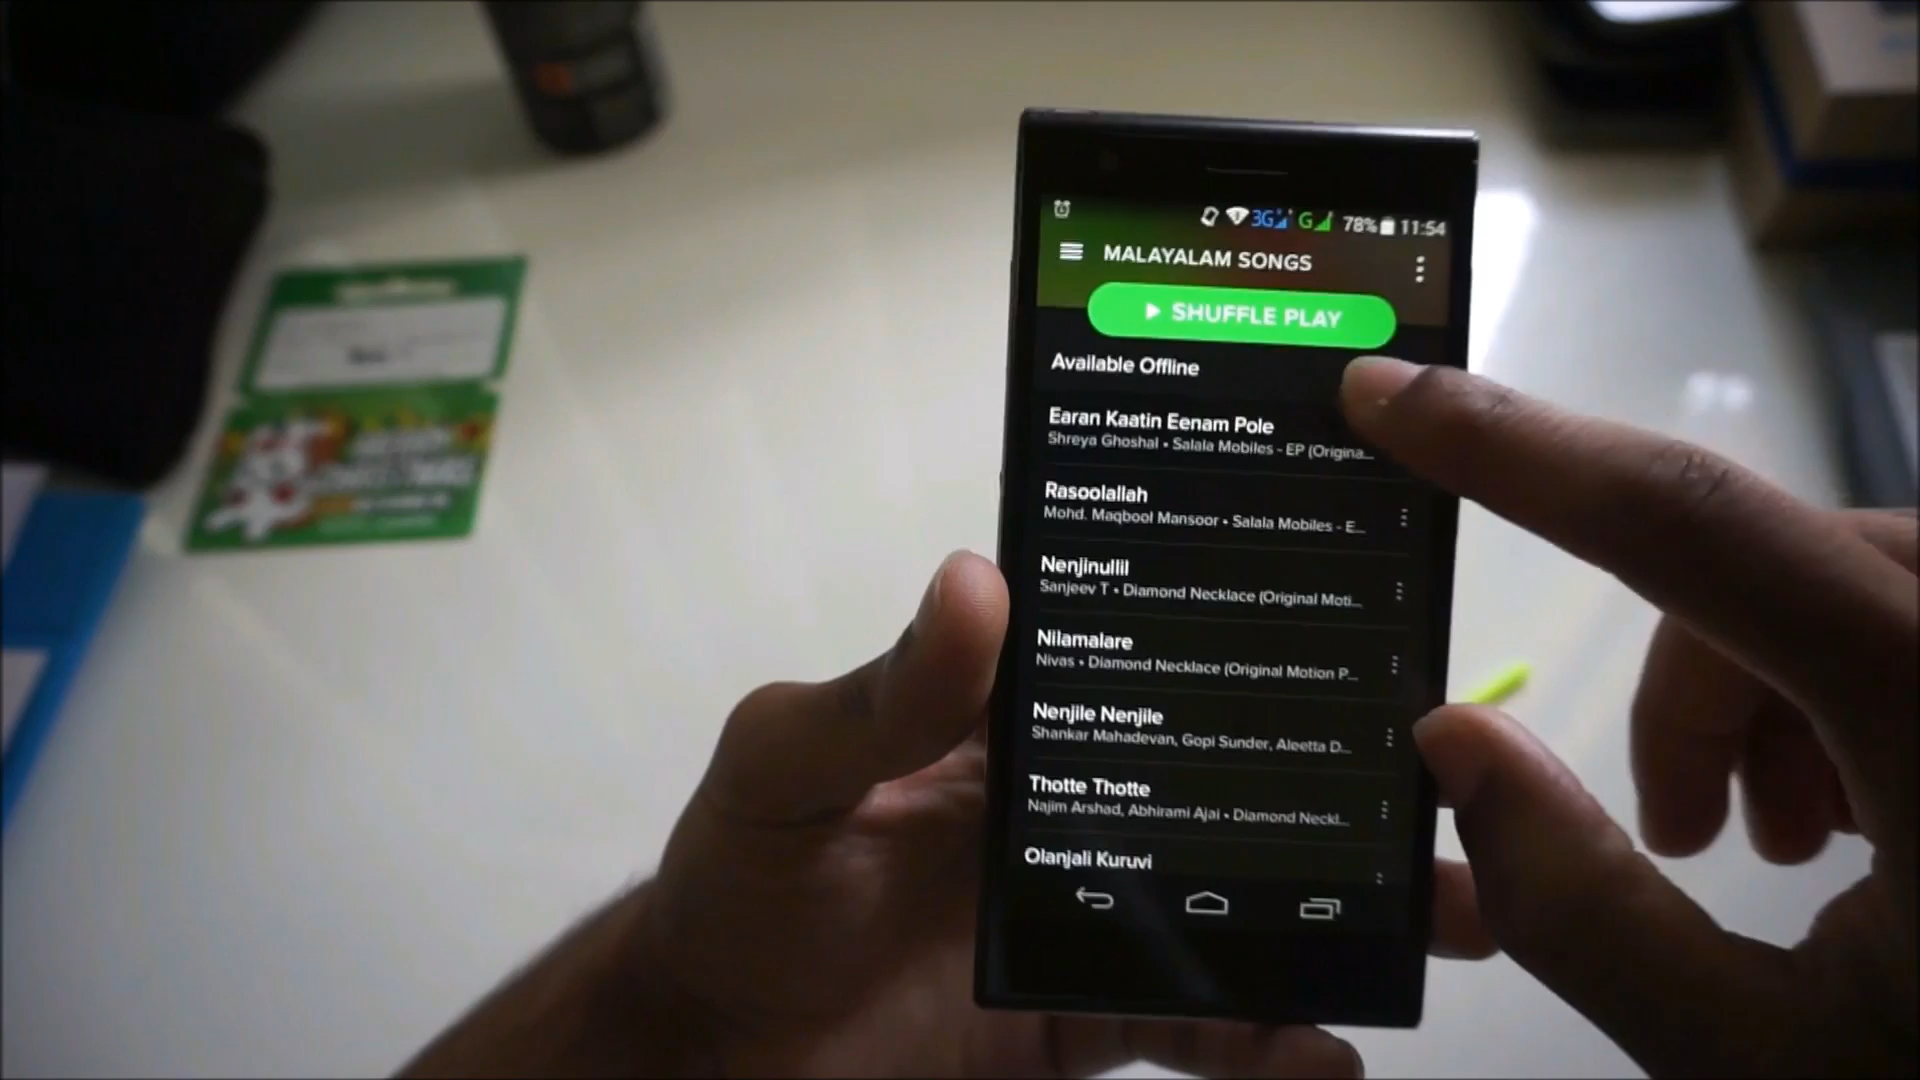 3G G 78% 11:54
MALAYALAM SONGS
SHUFFLE PLAY
Available Offline
Earan Kaatin Eenam Pole
Shreya Ghoshal • Salala Mobiles - EP (Origina...
Rasoolallah
Mohd. Maqbool Mansoor • Salala Mobiles - E...
Nenjinullil
Sanjeev T • Diamond Necklace (Original Moti...
Nilamalare
Nivas • Diamond Necklace (Original Motion P...
Nenjile Nenjile
Shankar Mahadevan, Gopi Sunder, Aleetta D...
Thotte Thotte
Najim Arshad, Abhirami Ajai • Diamond Neckl...
Olanjali Kuruvi